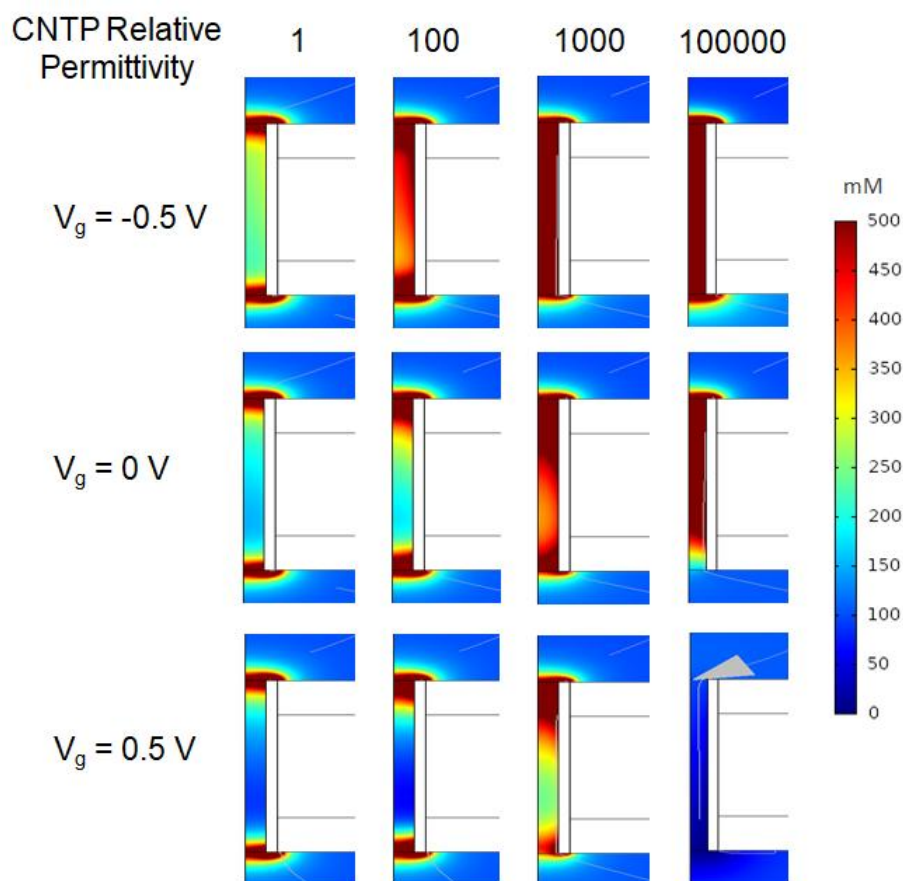 CNTP Relative
Permittivity
1
100
1000
100000
Vg = -0.5 V
Vg = 0 V
Vg = 0.5 V
mM
500
450
400
350
300
250
200
150
100
50
0